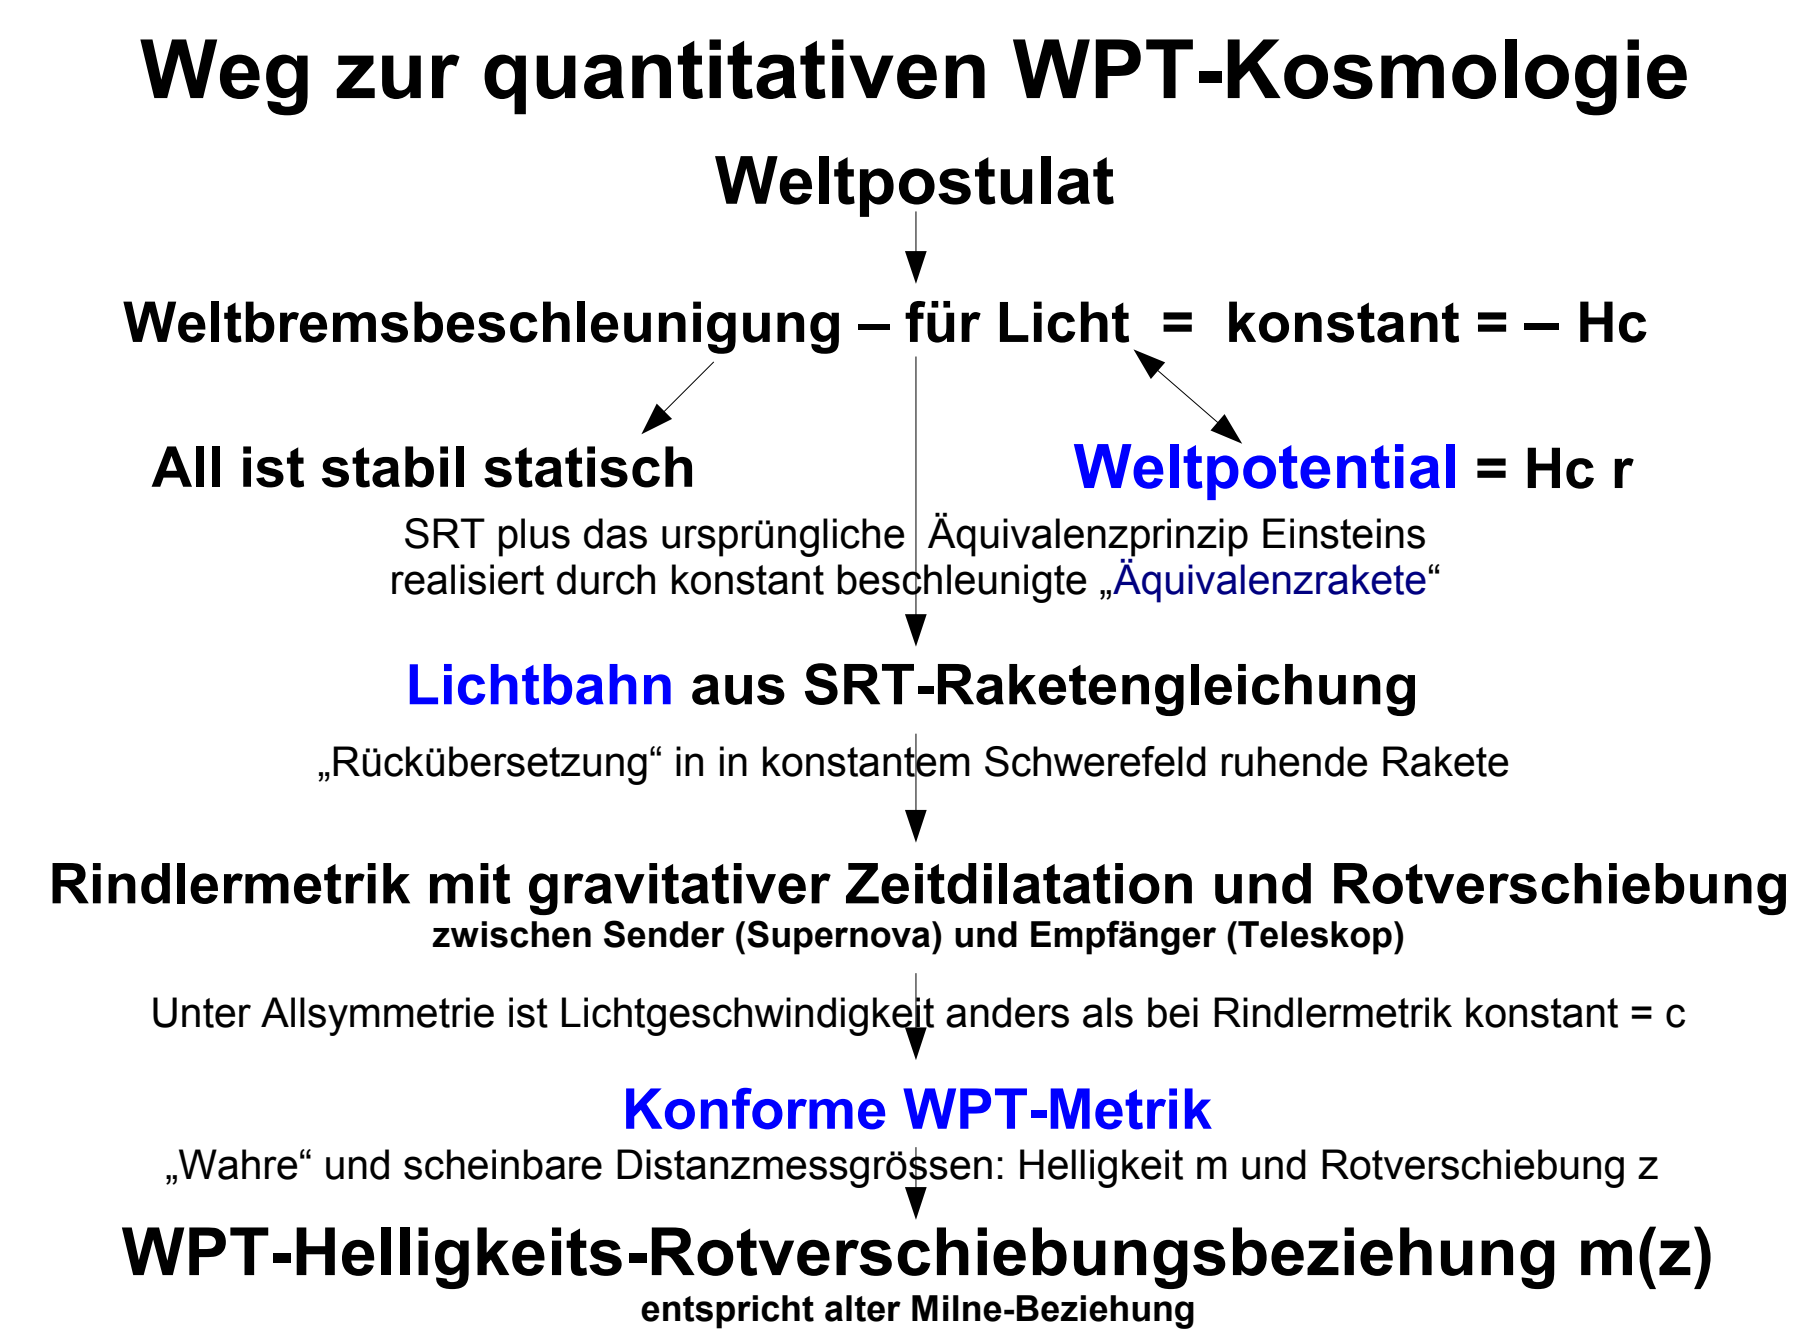 Weg zur quantitativen WPT-Kosmologie
Weltpostulat
Weltbremsbeschleunigung – für Licht = konstant = – Hc
All ist stabil statisch
Weltpotential = Hc r
SRT plus das ursprüngliche Äquivalenzprinzip Einsteins
realisiert durch konstant beschleunigte „Äquivalenzrakete“
Lichtbahn aus SRT-Raketengleichung
„Rückübersetzung“ in in konstantem Schwerefeld ruhende Rakete
Rindlermetrik mit gravitativer Zeitdilatation und Rotverschiebung
zwischen Sender (Supernova) und Empfänger (Teleskop)
Unter Allsymmetrie ist Lichtgeschwindigkeit anders als bei Rindlermetrik konstant = c
Konforme WPT-Metrik
„Wahre“ und scheinbare Distanzmessgrössen: Helligkeit m und Rotverschiebung z
WPT-Helligkeits-Rotverschiebungsbeziehung m(z)
entspricht alter Milne-Beziehung